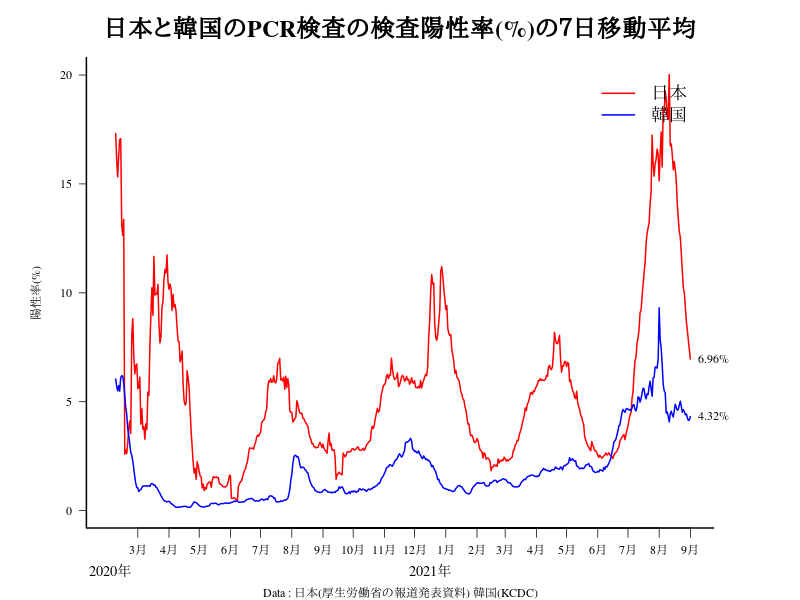 日本と韓国のPCR検査の検査陽性率(%)の7日移動平均
日本
韓国
陽性率(%)
20
15
10
5
0
6.96%
4.32%
3月 4月 5月 6月 7月 8月 9月 10月 11月 12月 1月 2月 3月 4月 5月 6月 7月 8月 9月
2020年 2021年
Data : 日本(厚生労働省の報道発表資料) 韓国(KCDC)